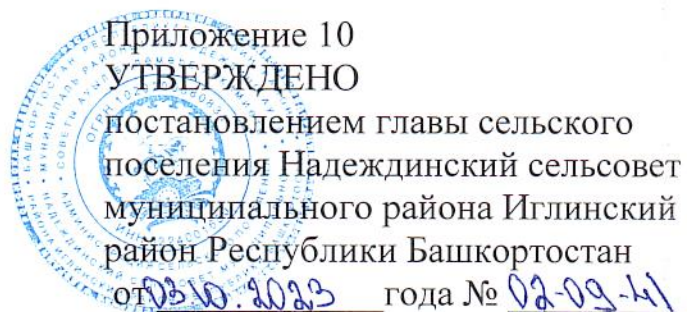 Приложение 10
УТВЕРЖДЕНО
постановлением главы сельского
поселения Надеждинский сельсовет
муниципального района Иглинский
район Республики Башкортостан
от 03.10.2023 года № 02-09-41